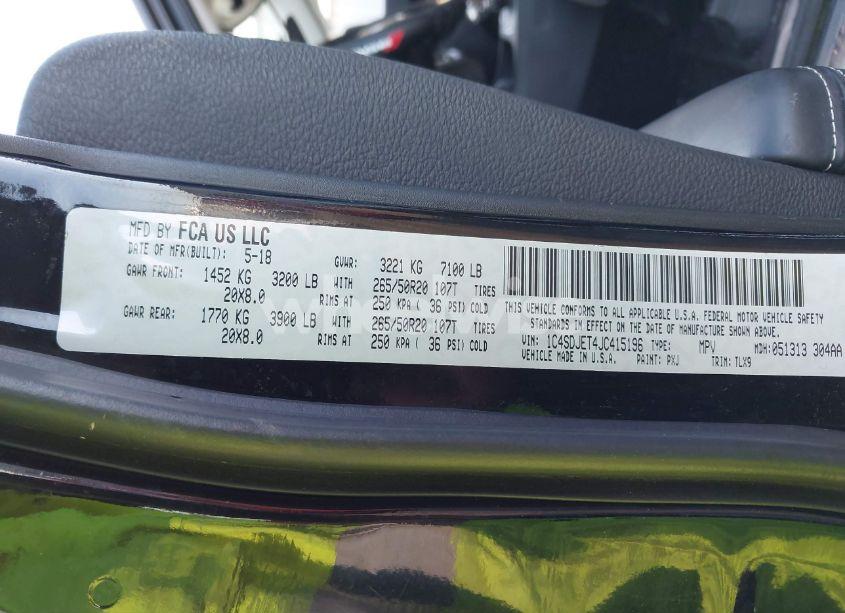 MFD BY FCA US LLC
DATE OF MFR(BUILT): 5-18 GVWR: 3221 KG 7100 LB
GAWR FRONT: 1452 KG 3200 LB WITH 265/50R20 107T TIRES
20X8.0 RIMS AT 250 KPA ( 36 PSI) COLD
GAWR REAR: 1770 KG 3900 LB WITH 265/50R20 107T TIRES
20X8.0 RIMS AT 250 KPA ( 36 PSI) COLD
THIS VEHICLE CONFORMS TO ALL APPLICABLE U.S.A. FEDERAL MOTOR VEHICLE SAFETY
STANDARDS IN EFFECT ON THE DATE OF MANUFACTURE SHOWN ABOVE.
VIN: 1C4SDJET4JC415196 TYPE: MPV MDH: 051313 304AA
VEHICLE MADE IN U.S.A. PAINT: PXJ TRIM: TLX9